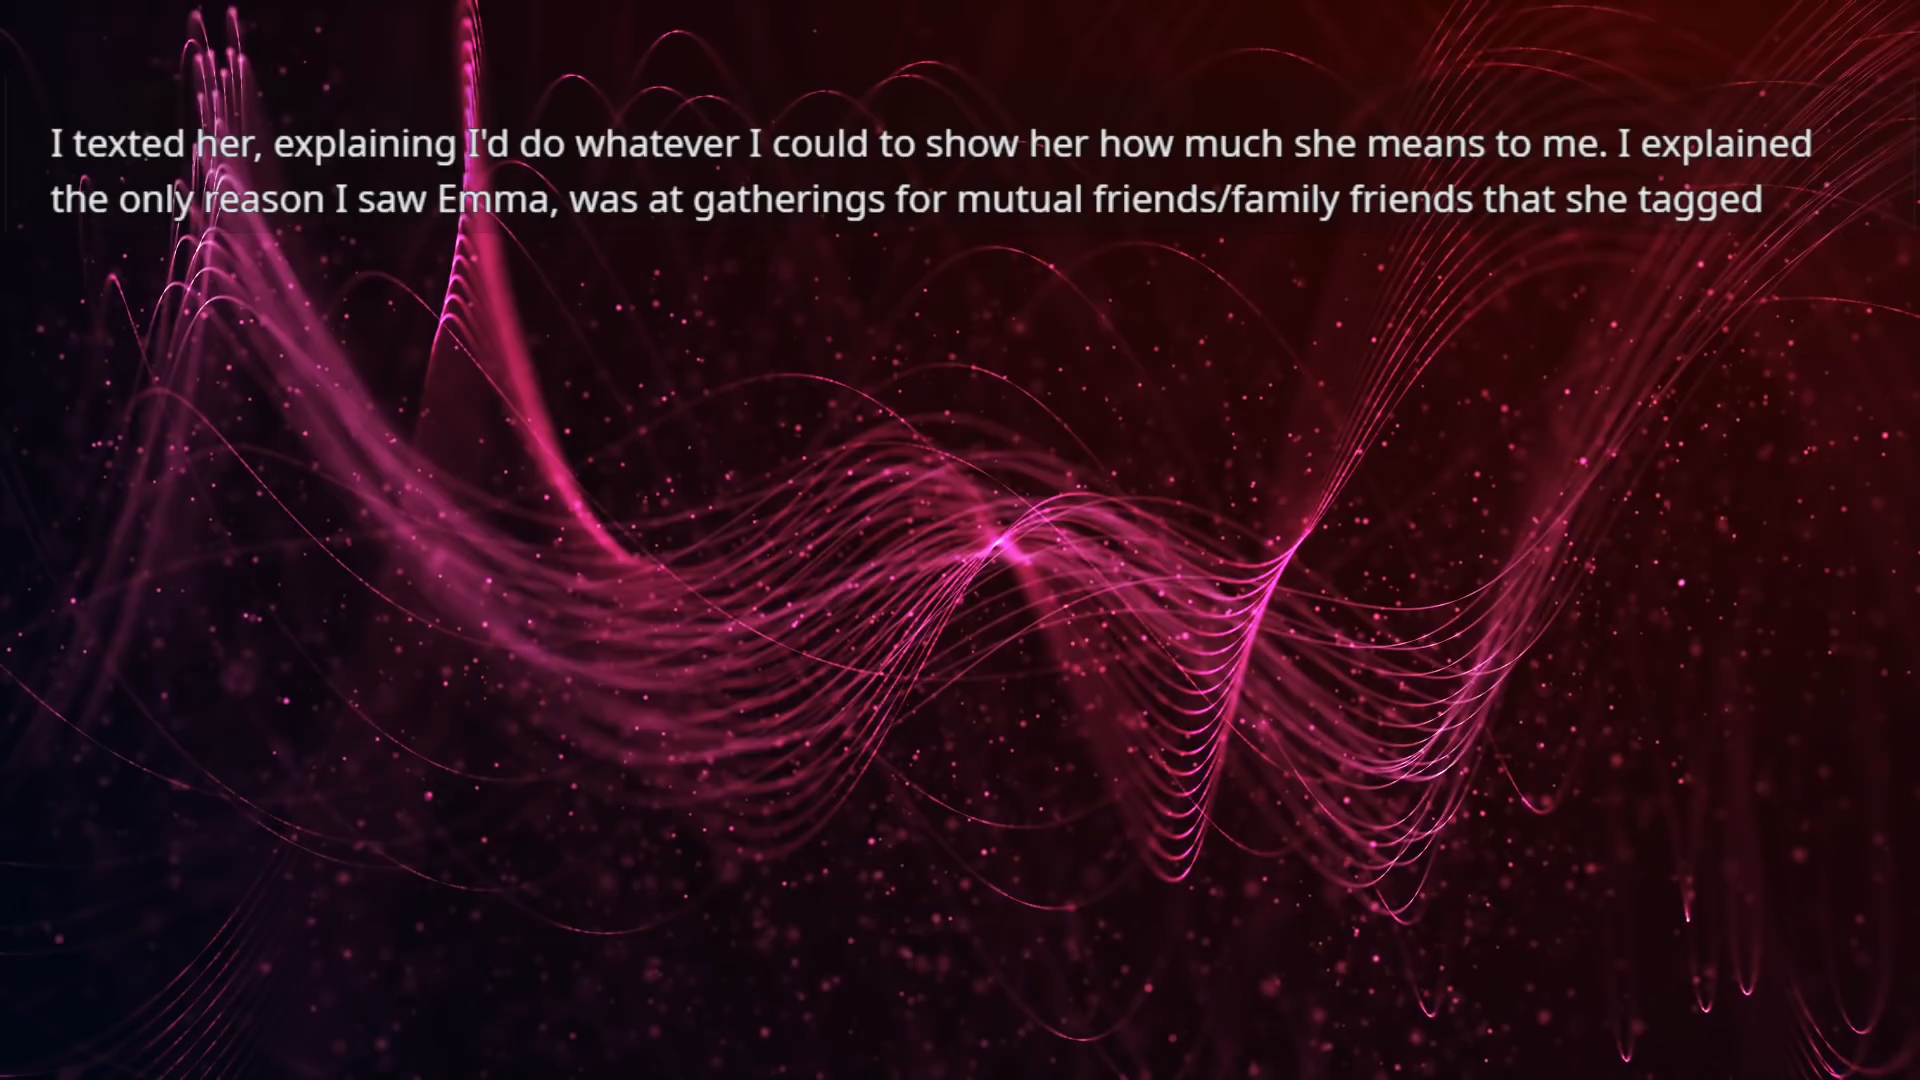 I texted her, explaining I'd do whatever I could to show her how much she means to me. I explained
the only reason I saw Emma, was at gatherings for mutual friends/family friends that she tagged